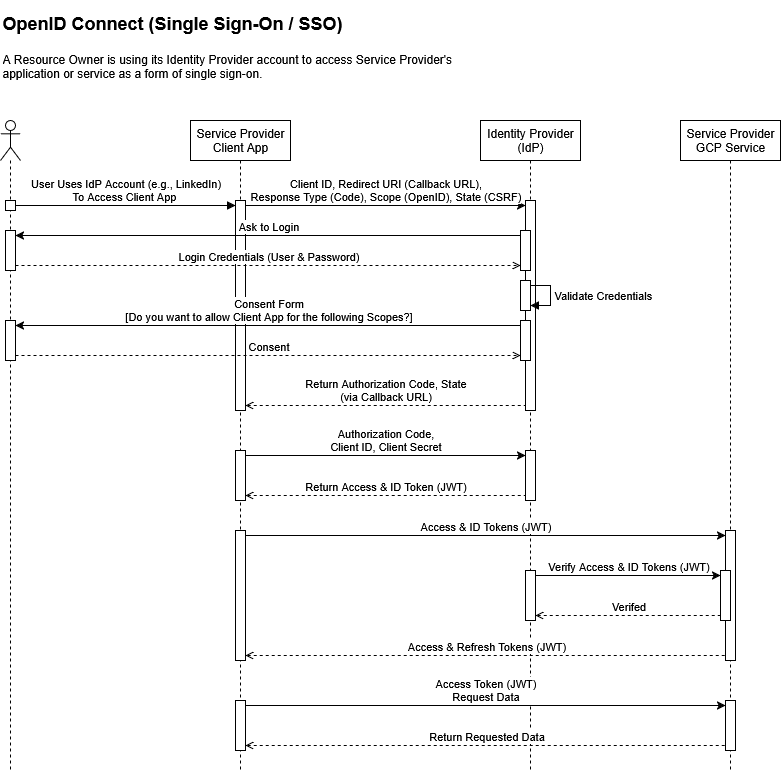 OpenID Connect (Single Sign-On / SSO)
A Resource Owner is using its Identity Provider account to access Service Provider's
application or service as a form of single sign-on.
Service Provider
Client App
Identity Provider
(IdP)
Service Provider
GCP Service
User Uses IdP Account (e.g., LinkedIn)
To Access Client App
Client ID, Redirect URI (Callback URL),
Response Type (Code), Scope (OpenID), State (CSRF)
Ask to Login
Login Credentials (User & Password)
Validate Credentials
Consent Form
[Do you want to allow Client App for the following Scopes?]
Consent
Return Authorization Code, State
(via Callback URL)
Authorization Code,
Client ID, Client Secret
Return Access & ID Token (JWT)
Access & ID Tokens (JWT)
Verify Access & ID Tokens (JWT)
Verifed
Access & Refresh Tokens (JWT)
Access Token (JWT)
Request Data
Return Requested Data